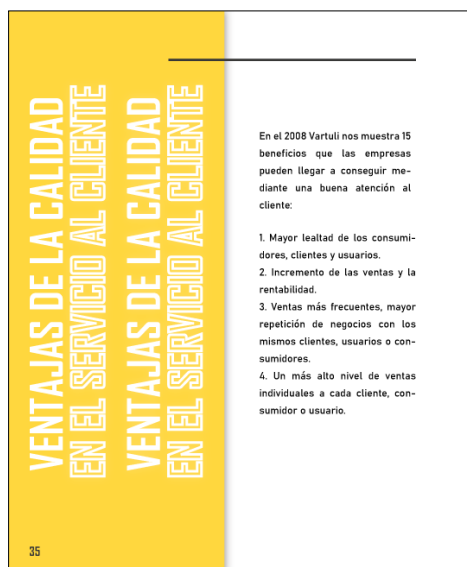 VENTAJAS DE LA CALIDAD
EN EL SERVICIO AL CLIENTE
VENTAJAS DE LA CALIDAD
EN EL SERVICIO AL CLIENTE
En el 2008 Vartuli nos muestra 15
beneficios que las empresas
pueden llegar a conseguir me-
diante una buena atención al
cliente:
1. Mayor lealtad de los consumi-
dores, clientes y usuarios.
2. Incremento de las ventas y la
rentabilidad.
3. Ventas más frecuentes, mayor
repetición de negocios con los
mismos clientes, usuarios o con-
sumidores.
4. Un más alto nivel de ventas
individuales a cada cliente, con-
sumidor o usuario.
35